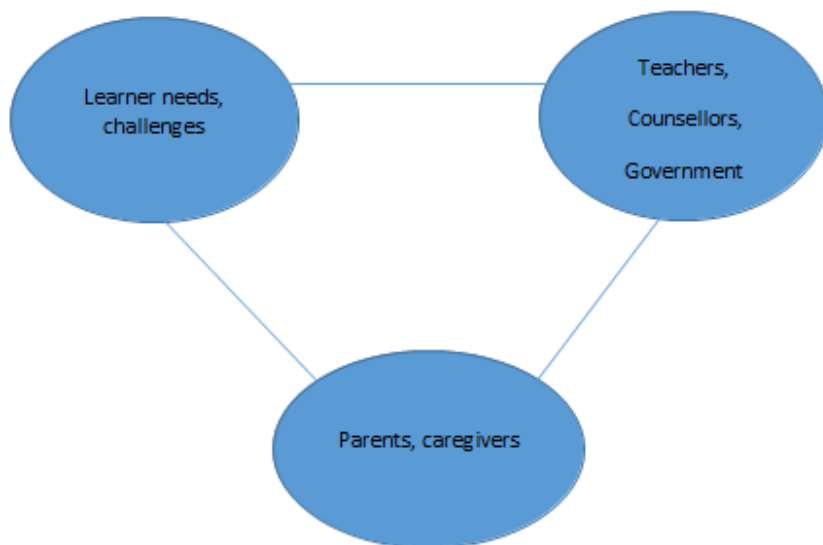 Learner needs,
challenges
Teachers,
Counsellors,
Government
Parents, caregivers